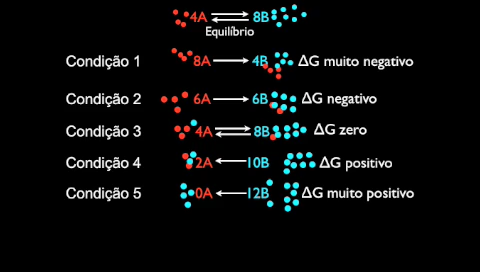 4A 8B
Equilíbrio
Condição 1 8A 4B ΔG muito negativo
Condição 2 6A 6B ΔG negativo
Condição 3 4A 8B ΔG zero
Condição 4 2A 10B ΔG positivo
Condição 5 0A 12B ΔG muito positivo